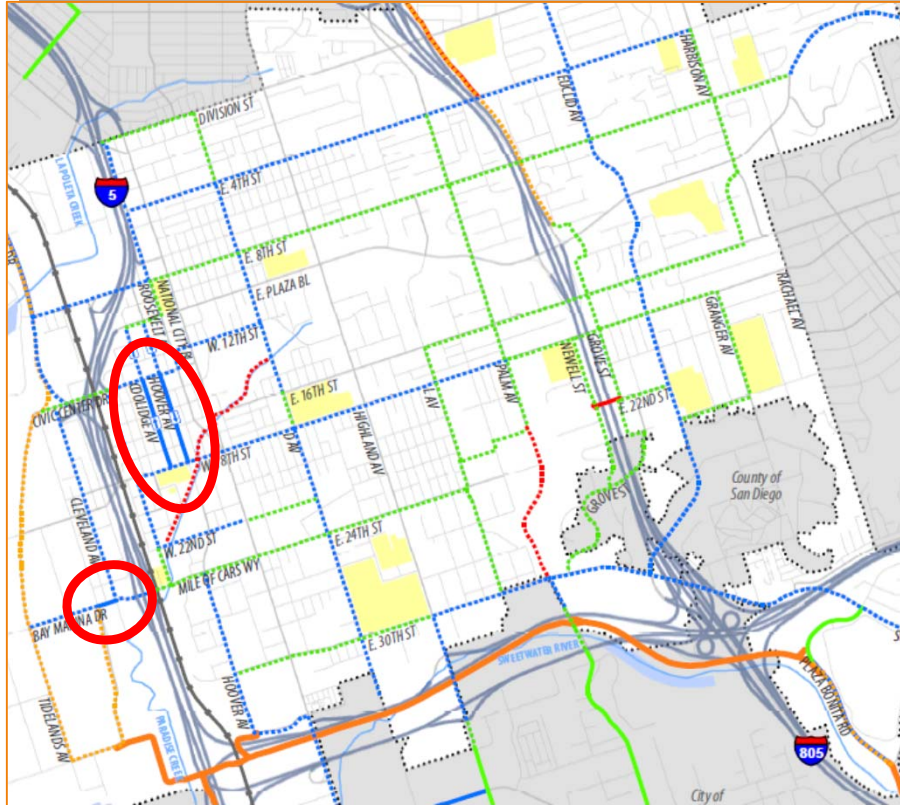 DIVISION ST
HARBISON AV
EUCLID AV
LAPOLETA CREEK
5
E. 4TH ST
E. 8TH ST
E. PLAZA BL
ROOSEVELT
NATIONAL CITY
W. 12TH ST
RACHAEL AV
GRANGER AV
GROVE ST
NEWELL ST
PALM AV
E. 16TH ST
HIGHLAND AV
HOOVER AV
COOLIDGE AV
CIVIC CENTER DR
E. 22ND ST
W. 18TH ST
D AV
County of
San Diego
GROVE ST
CLEVELAND AV
W. 22ND ST
E. 24TH ST
MILE OF CARS WY
BAY MARINA DR
E. 30TH ST
SWEETWATER RIVER
PLAZA BONITA RD
HOOVER AV
TIDELANDS AV
PARADISE CREEK
805
City of